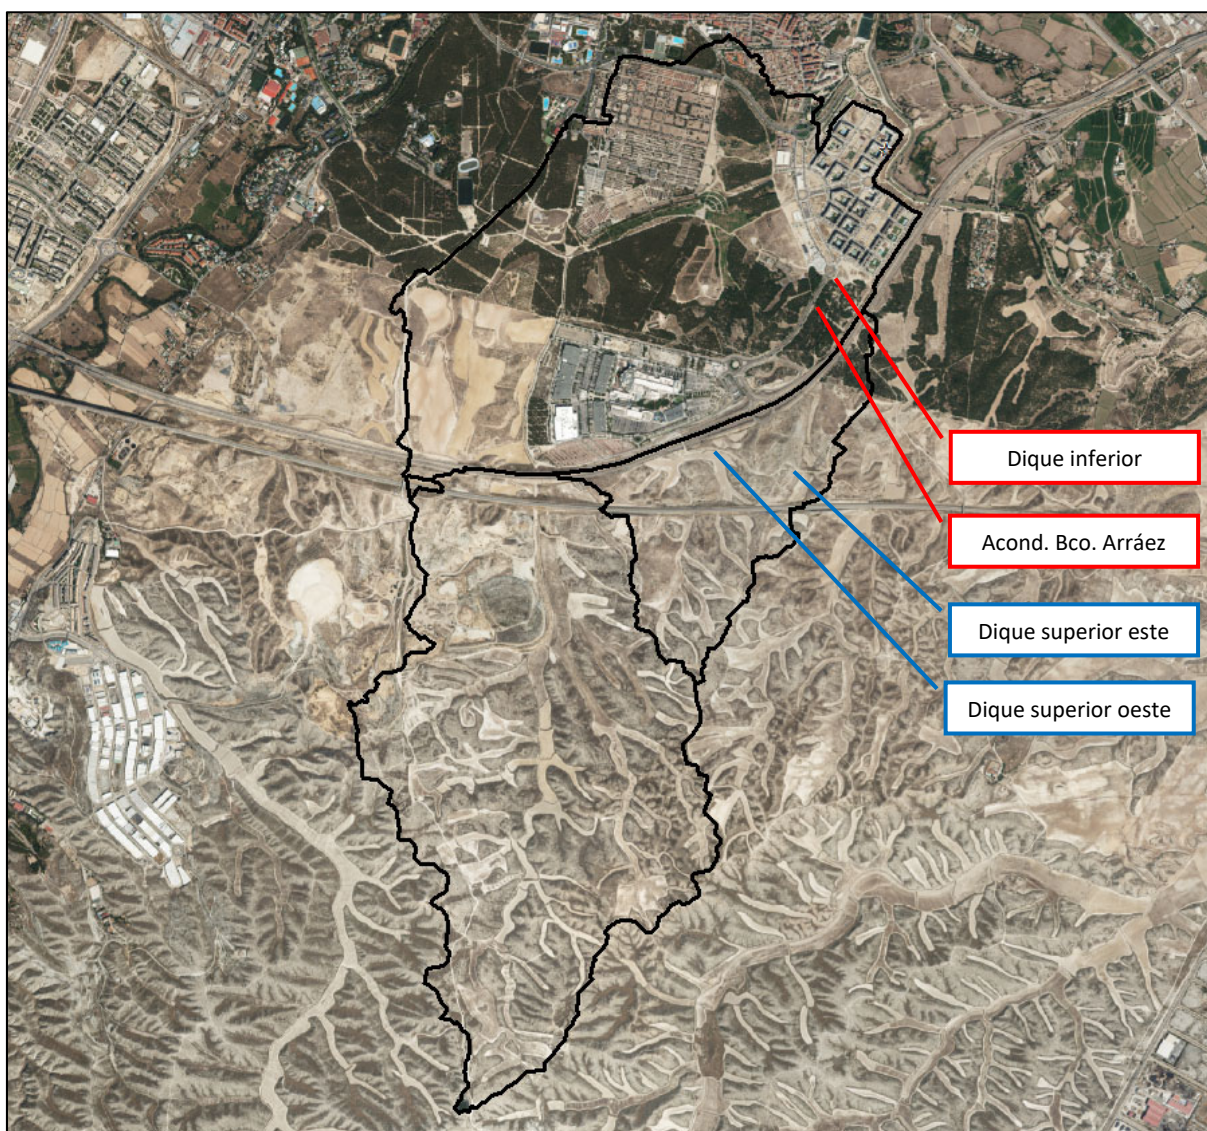 Dique inferior
Acond. Bco. Arráez
Dique superior este
Dique superior oeste